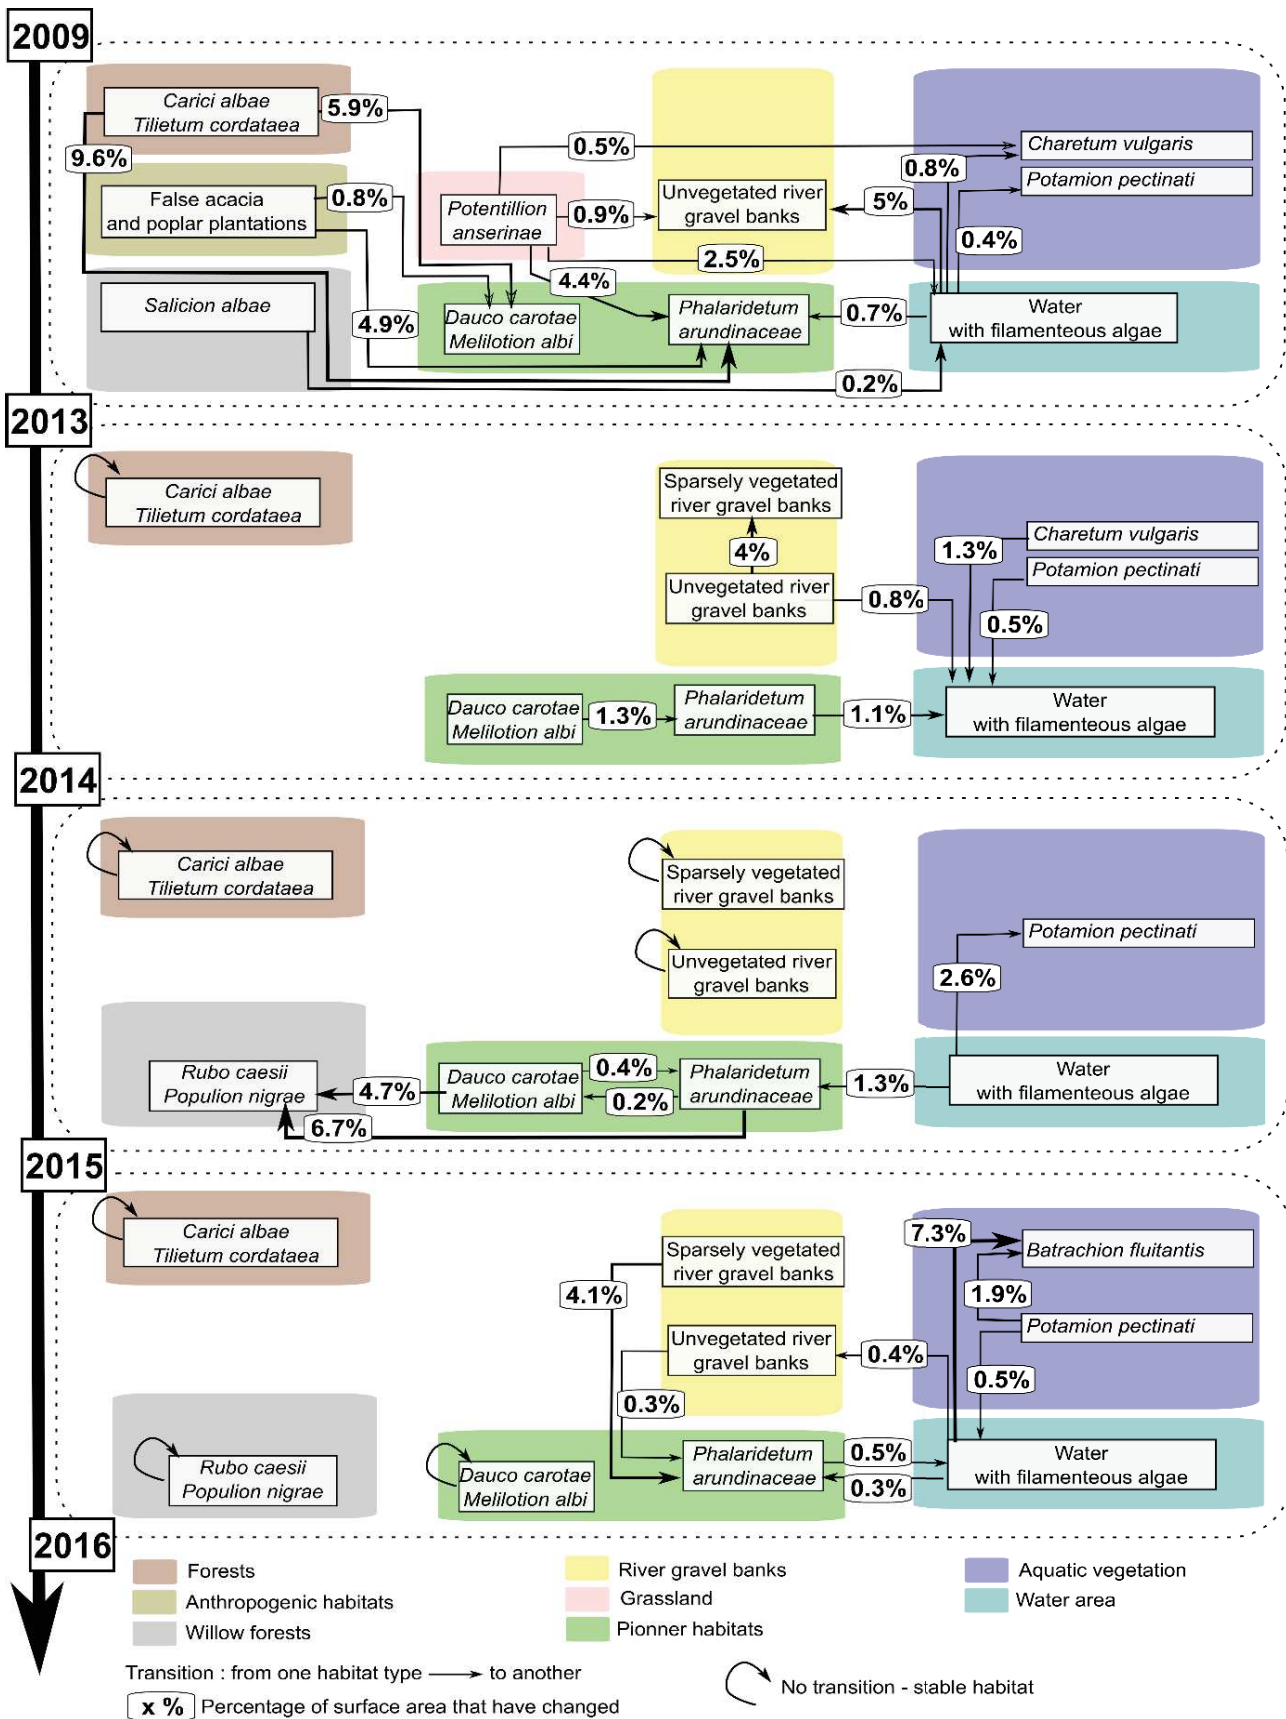 2009
Carici albae
Tilietum cordataea
5.9%
9.6%
False acacia
and poplar plantations
0.8%
Salicion albae
4.9%
Potentillion
anserinae
0.5%
0.9%
2.5%
4.4%
Unvegetated river
gravel banks
Dauco carotae
Melilotion albi
Phalaridetum
arundinaceae
0.7%
0.2%
5%
0.8%
0.4%
Charetum vulgaris
Potamion pectinati
Water
with filamenteous algae
2013
Carici albae
Tilietum cordataea
Sparsely vegetated
river gravel banks
4%
Unvegetated river
gravel banks
0.8%
1.3%
0.5%
Charetum vulgaris
Potamion pectinati
Dauco carotae
Melilotion albi
1.3%
Phalaridetum
arundinaceae
1.1%
Water
with filamenteous algae
2014
Carici albae
Tilietum cordataea
Sparsely vegetated
river gravel banks
Unvegetated river
gravel banks
Potamion pectinati
2.6%
Rubo caesii
Populion nigrae
4.7%
6.7%
Dauco carotae
Melilotion albi
0.4%
0.2%
Phalaridetum
arundinaceae
1.3%
Water
with filamenteous algae
2015
Carici albae
Tilietum cordataea
Sparsely vegetated
river gravel banks
4.1%
Unvegetated river
gravel banks
0.3%
0.4%
7.3%
Batrachion fluitantis
1.9%
Potamion pectinati
0.5%
Rubo caesii
Populion nigrae
Dauco carotae
Melilotion albi
Phalaridetum
arundinaceae
0.5%
0.3%
Water
with filamenteous algae
2016
Forests
Anthropogenic habitats
Willow forests
River gravel banks
Grassland
Pionner habitats
Aquatic vegetation
Water area
Transition : from one habitat type to another
x % Percentage of surface area that have changed
No transition - stable habitat